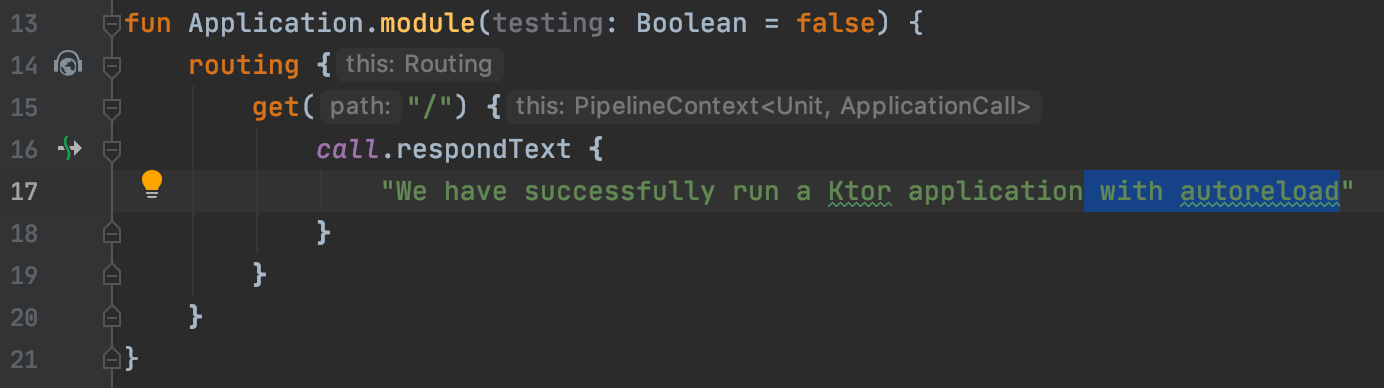 13 fun Application.module(testing: Boolean = false) {
14 routing { this: Routing
15 get( path: "/") { this: PipelineContext<Unit, ApplicationCall>
16 call.respondText {
17 "We have successfully run a Ktor application with autoreload"
18 }
19 }
20 }
21 }